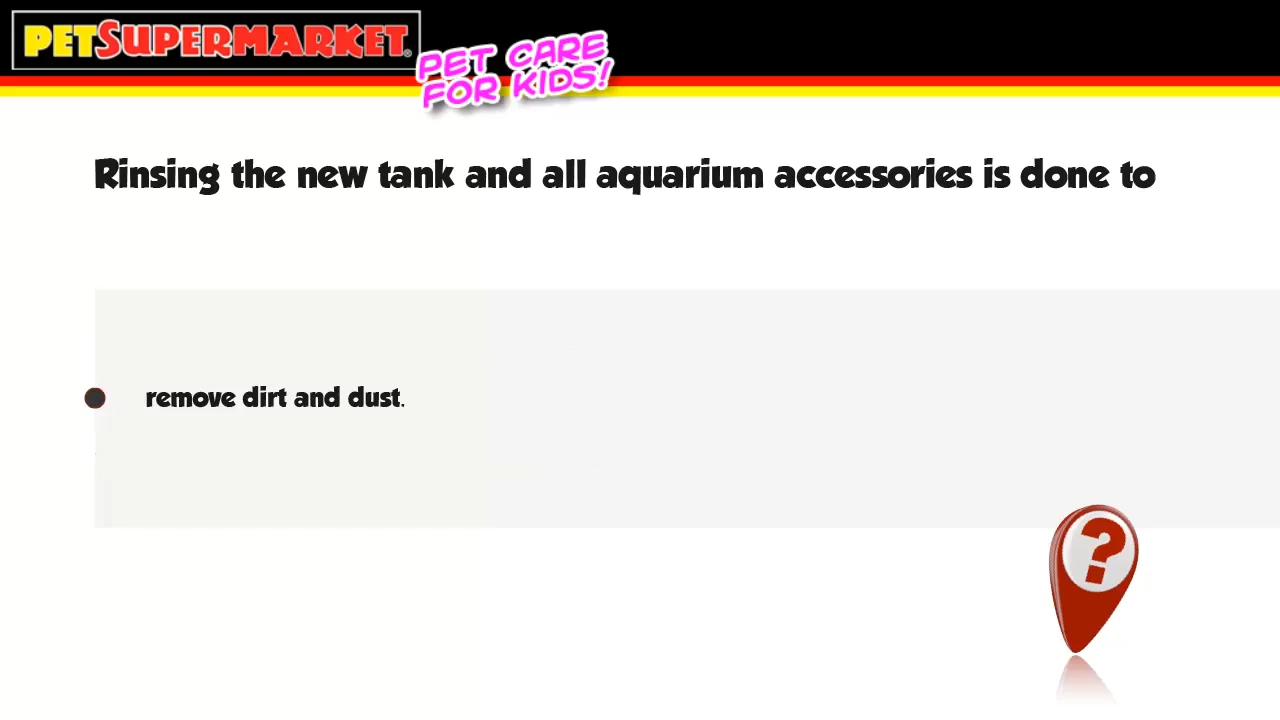 PETSUPERMARKET®
PET CARE
FOR KIDS!
Rinsing the new tank and all aquarium accessories is done to
remove dirt and dust.
?